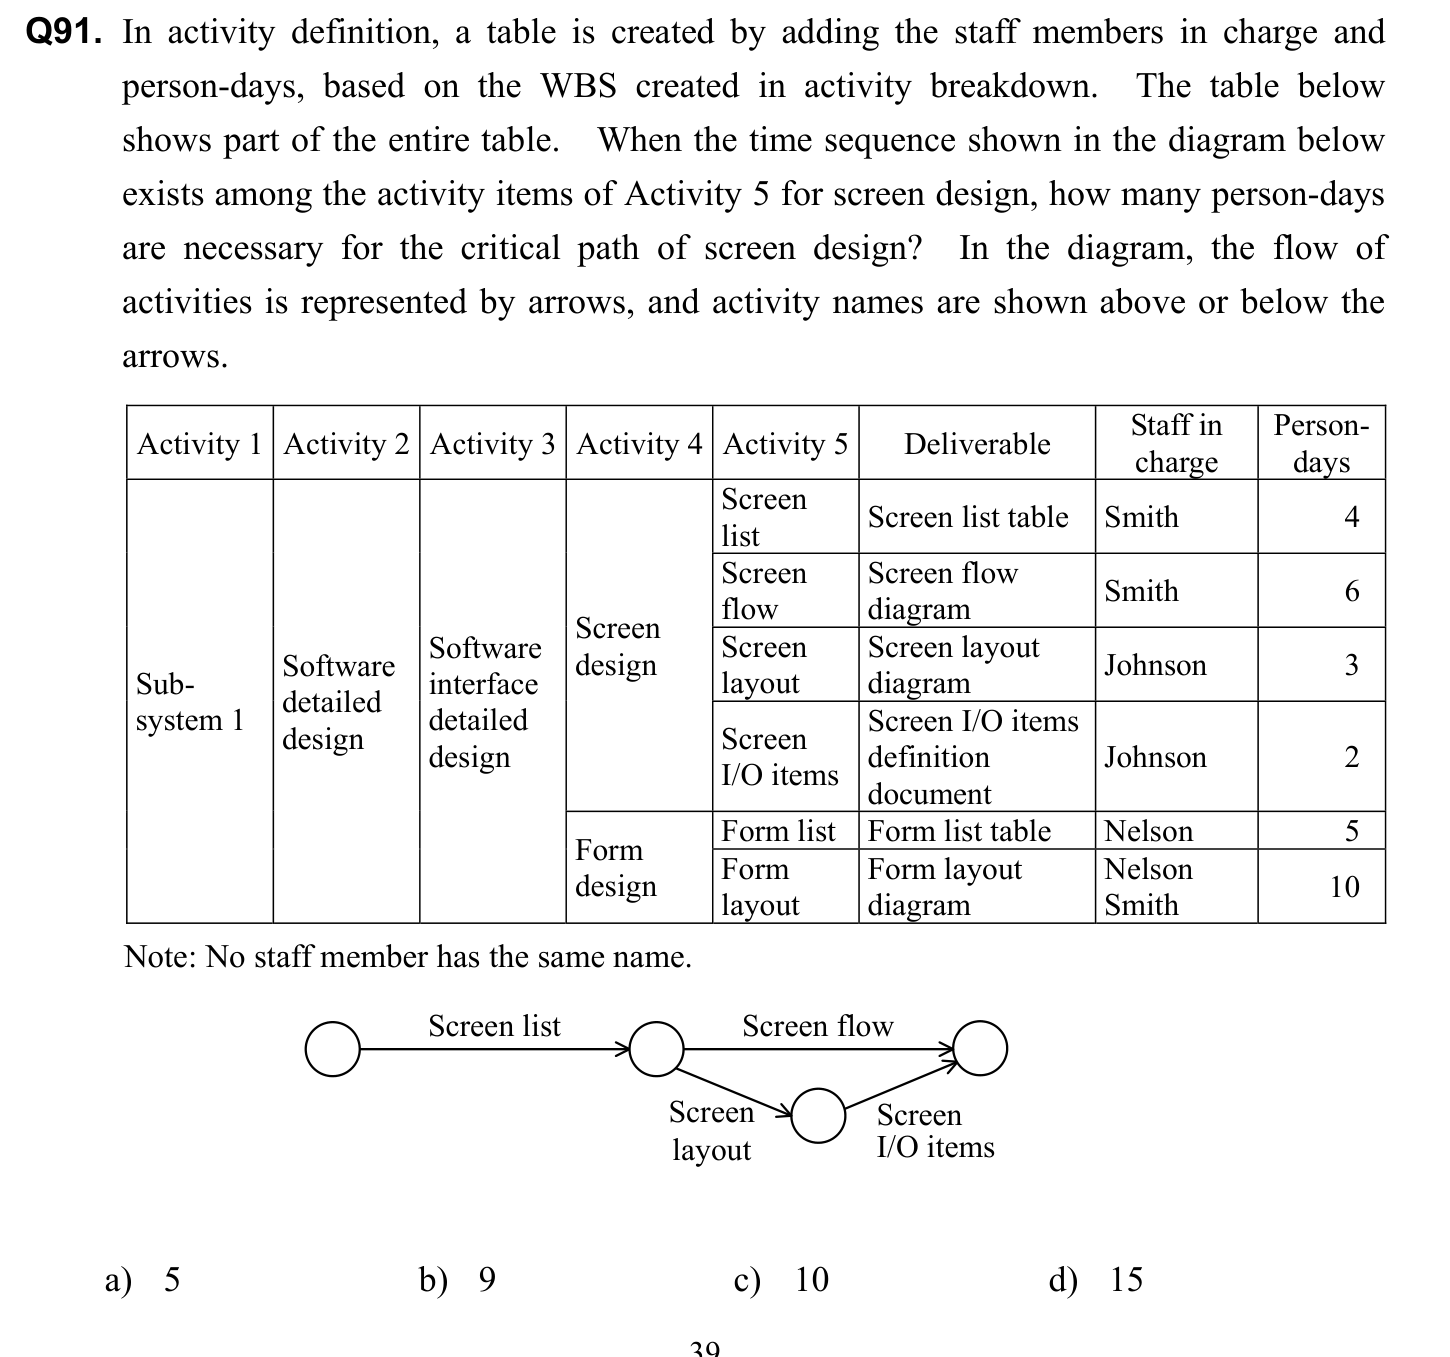 Q91. In activity definition, a table is created by adding the staff members in charge and
person-days, based on the WBS created in activity breakdown. The table below
shows part of the entire table. When the time sequence shown in the diagram below
exists among the activity items of Activity 5 for screen design, how many person-days
are necessary for the critical path of screen design? In the diagram, the flow of
activities is represented by arrows, and activity names are shown above or below the
arrows.
Activity 1 Activity 2 Activity 3 Activity 4 Activity 5 Deliverable Staff in charge Person-days
Sub-
system 1
Software
detailed
design
Software
interface
detailed
design
Screen
design
Screen
list
Screen list table
Smith
4
Screen
flow
Screen flow
diagram
Smith
6
Screen
layout
Screen layout
diagram
Johnson
3
Screen
I/O items
Screen I/O items
definition
document
Johnson
2
Form
design
Form list
Form list table
Nelson
5
Form
layout
Form layout
diagram
Nelson
Smith
10
Note: No staff member has the same name.
Screen list
Screen flow
Screen
layout
Screen
I/O items
a) 5 b) 9 c) 10 d) 15
39